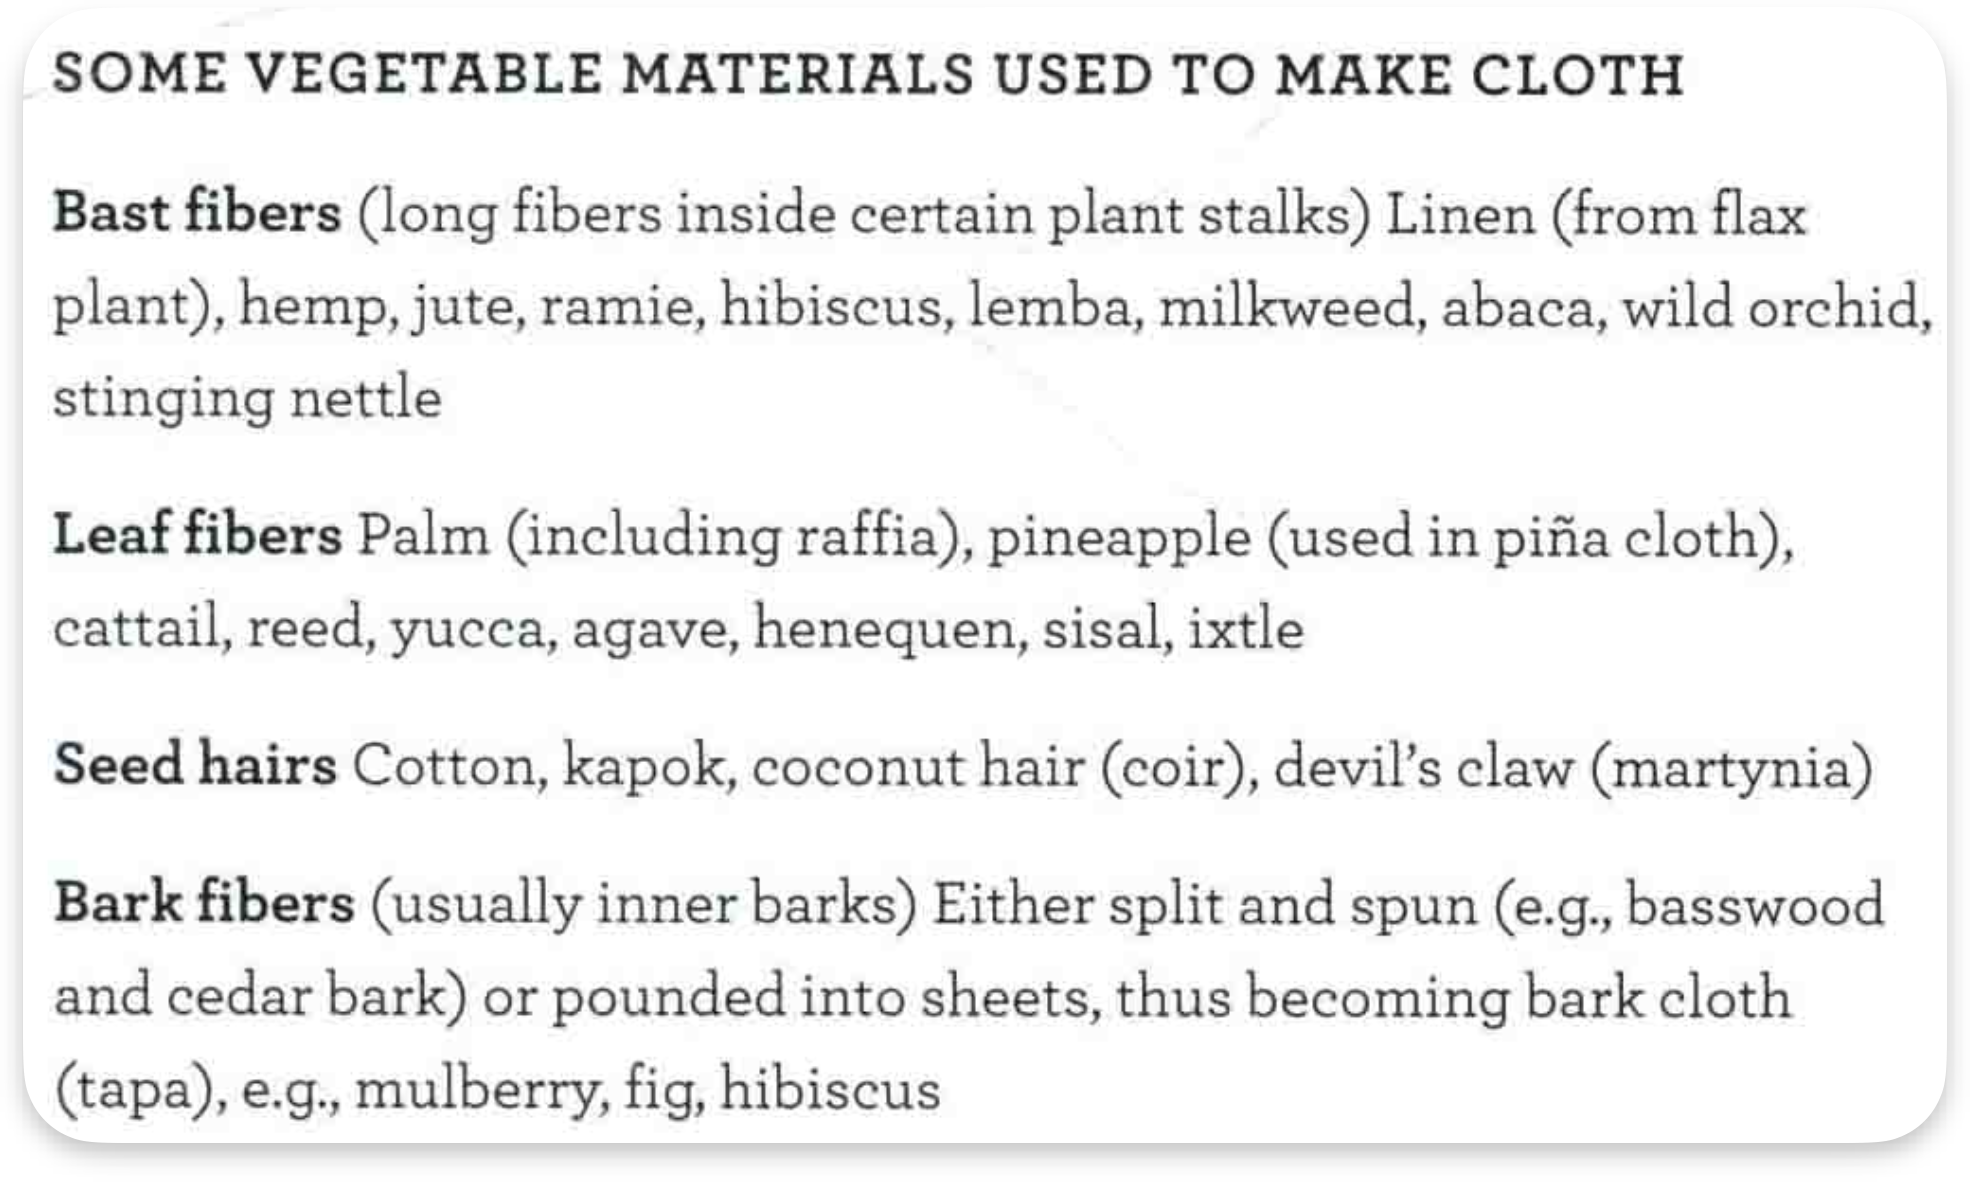 SOME VEGETABLE MATERIALS USED TO MAKE CLOTH
Bast fibers (long fibers inside certain plant stalks) Linen (from flax
plant), hemp, jute, ramie, hibiscus, lemba, milkweed, abaca, wild orchid,
stinging nettle
Leaf fibers Palm (including raffia), pineapple (used in piña cloth),
cattail, reed, yucca, agave, henequen, sisal, ixtle
Seed hairs Cotton, kapok, coconut hair (coir), devil's claw (martynia)
Bark fibers (usually inner barks) Either split and spun (e.g., basswood
and cedar bark) or pounded into sheets, thus becoming bark cloth
(tapa), e.g., mulberry, fig, hibiscus